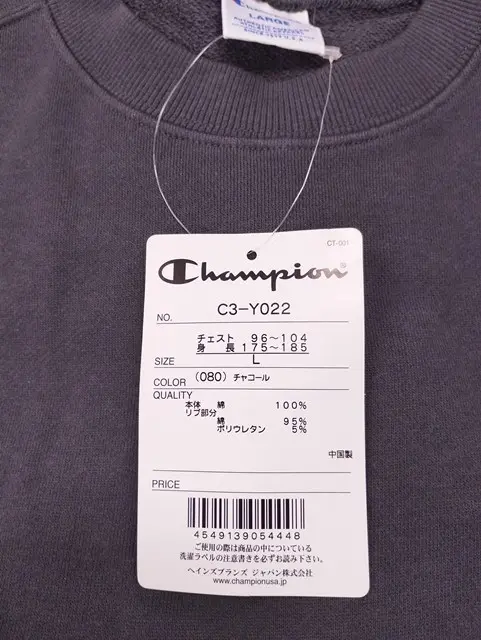 Champion
LARGE
CT-001
Champion®
NO. C3-Y022
チェスト 96〜104
身長 175〜185
SIZE L
COLOR (080) チャコール
QUALITY
本体 綿 100%
リブ部分
綿 95%
ポリウレタン 5%
中国製
PRICE
4549139054448
ご使用の際は商品の中についている
洗濯ラベルの注意書きを必ずお読み下さい。
ヘインズブランズ ジャパン株式会社
www.championusa.jp